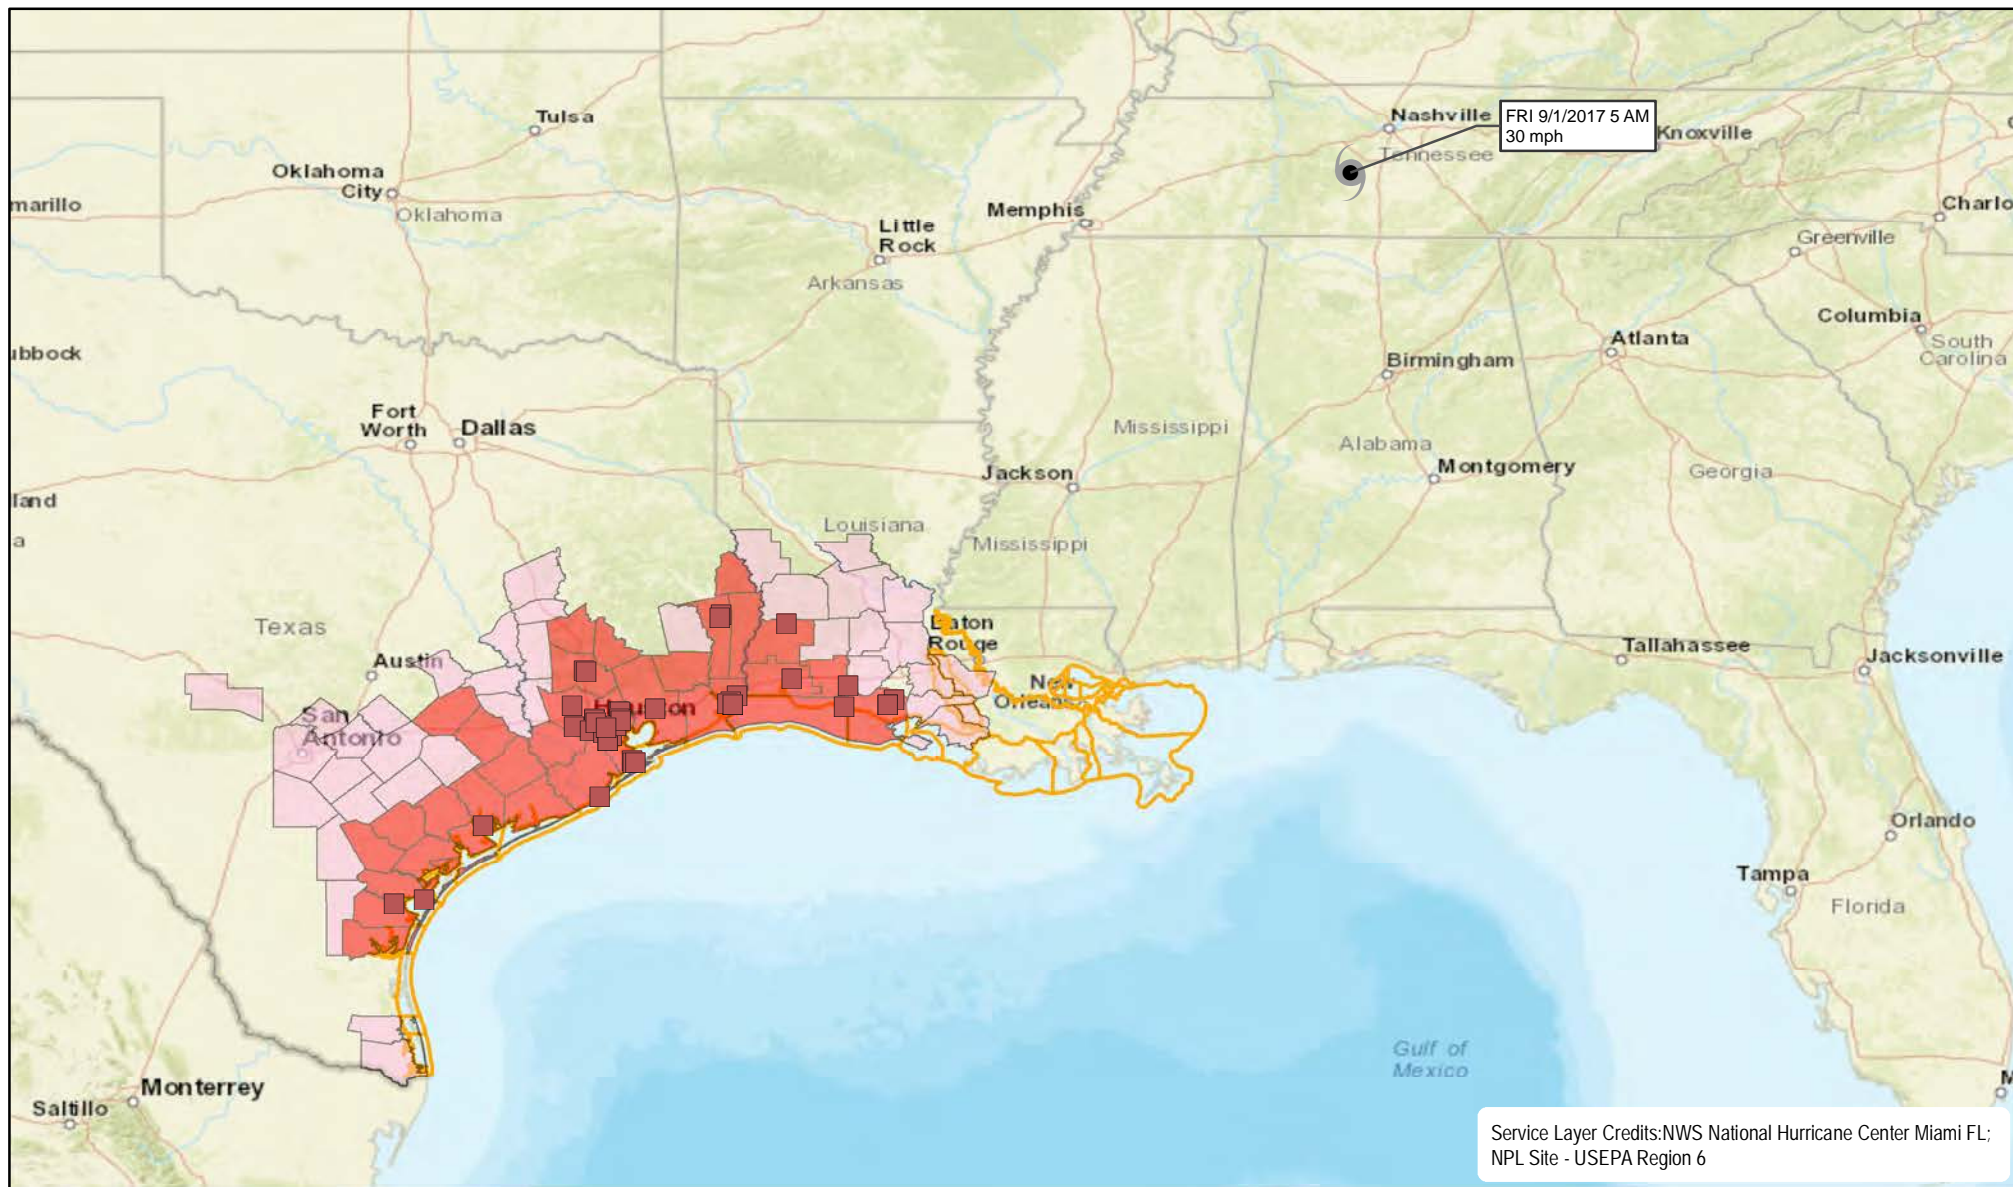 Tulsa
Nashville
FRI 9/1/2017 5 AM
30 mph
Knoxville
Tennessee
Oklahoma
City
Oklahoma
marillo
Memphis
Charlo
Little
Rock
Greenville
Arkansas
Columbia
South
Carolina
ubbock
Atlanta
Birmingham
Fort
Worth
Dallas
Mississippi
Alabama
Montgomery
Georgia
Jackson
land
a
Louisiana
Mississippi
Texas
Baton
Rouge
Tallahassee
Jacksonville
Austin
New
Orleans
San
Antonio
Houston
Orlando
Tampa
Florida
Gulf of
Mexico
Monterrey
Saltillo
M
Service Layer Credits:NWS National Hurricane Center Miami FL;
NPL Site - USEPA Region 6